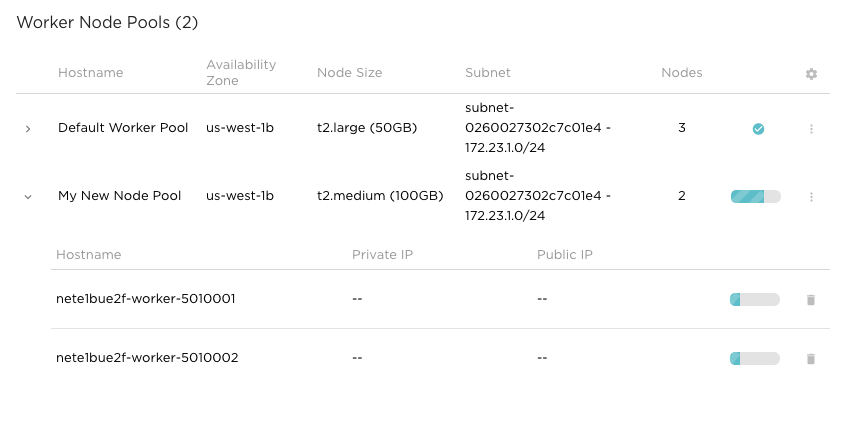 Worker Node Pools (2)
Hostname Availability Zone Node Size Subnet Nodes
Default Worker Pool us-west-1b t2.large (50GB) subnet-0260027302c7c01e4 - 172.23.1.0/24 3
My New Node Pool us-west-1b t2.medium (100GB) subnet-0260027302c7c01e4 - 172.23.1.0/24 2
Hostname Private IP Public IP
nete1bue2f-worker-5010001 -- --
nete1bue2f-worker-5010002 -- --